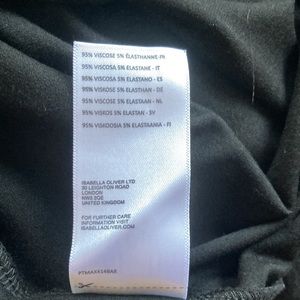 95% VISCOSE 5% ÉLASTHANNE-FR
95% VISCOSA 5% ELASTANE - IT
95% VISCOSA 5% ELASTANO - ES
95% VISKOSE 5% ELASTHAN - DE
95% VISCOSE 5% ELASTAAN - NL
95% VISKOS 5% ELASTAN - SV
95% VISKOOSIA 5% ELASTAANIA - FI
ISABELLA OLIVER LTD
30 LEIGHTON ROAD
LONDON
NW5 2QE
UNITED KINGDOM
FOR FURTHER CARE
INFORMATION VISIT
ISABELLAOLIVER.COM